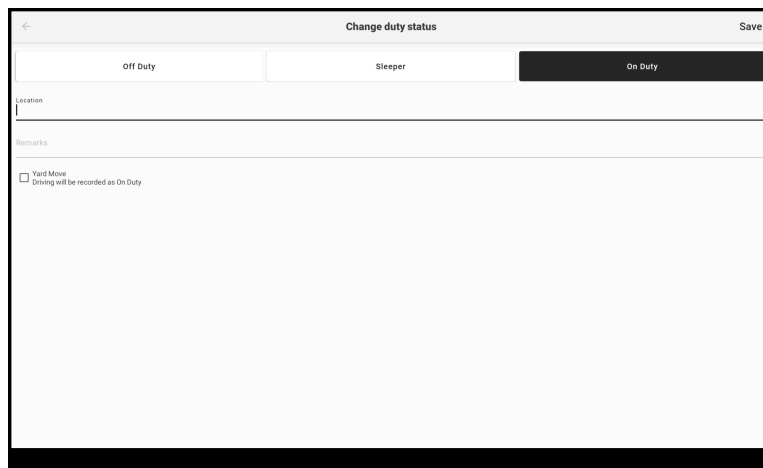 Change duty status
Save
Off Duty
Sleeper
On Duty
Location
Remarks
Yard Move
Driving will be recorded as On Duty